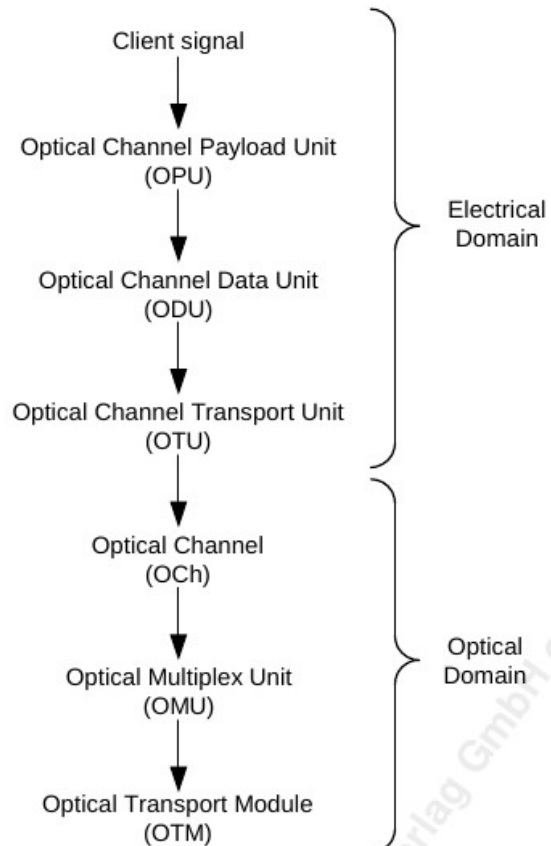 Client signal
Optical Channel Payload Unit
(OPU)
Electrical
Domain
Optical Channel Data Unit
(ODU)
Optical Channel Transport Unit
(OTU)
Optical Channel
(OCh)
Optical
Domain
Optical Multiplex Unit
(OMU)
Optical Transport Module
(OTM)
GmbH